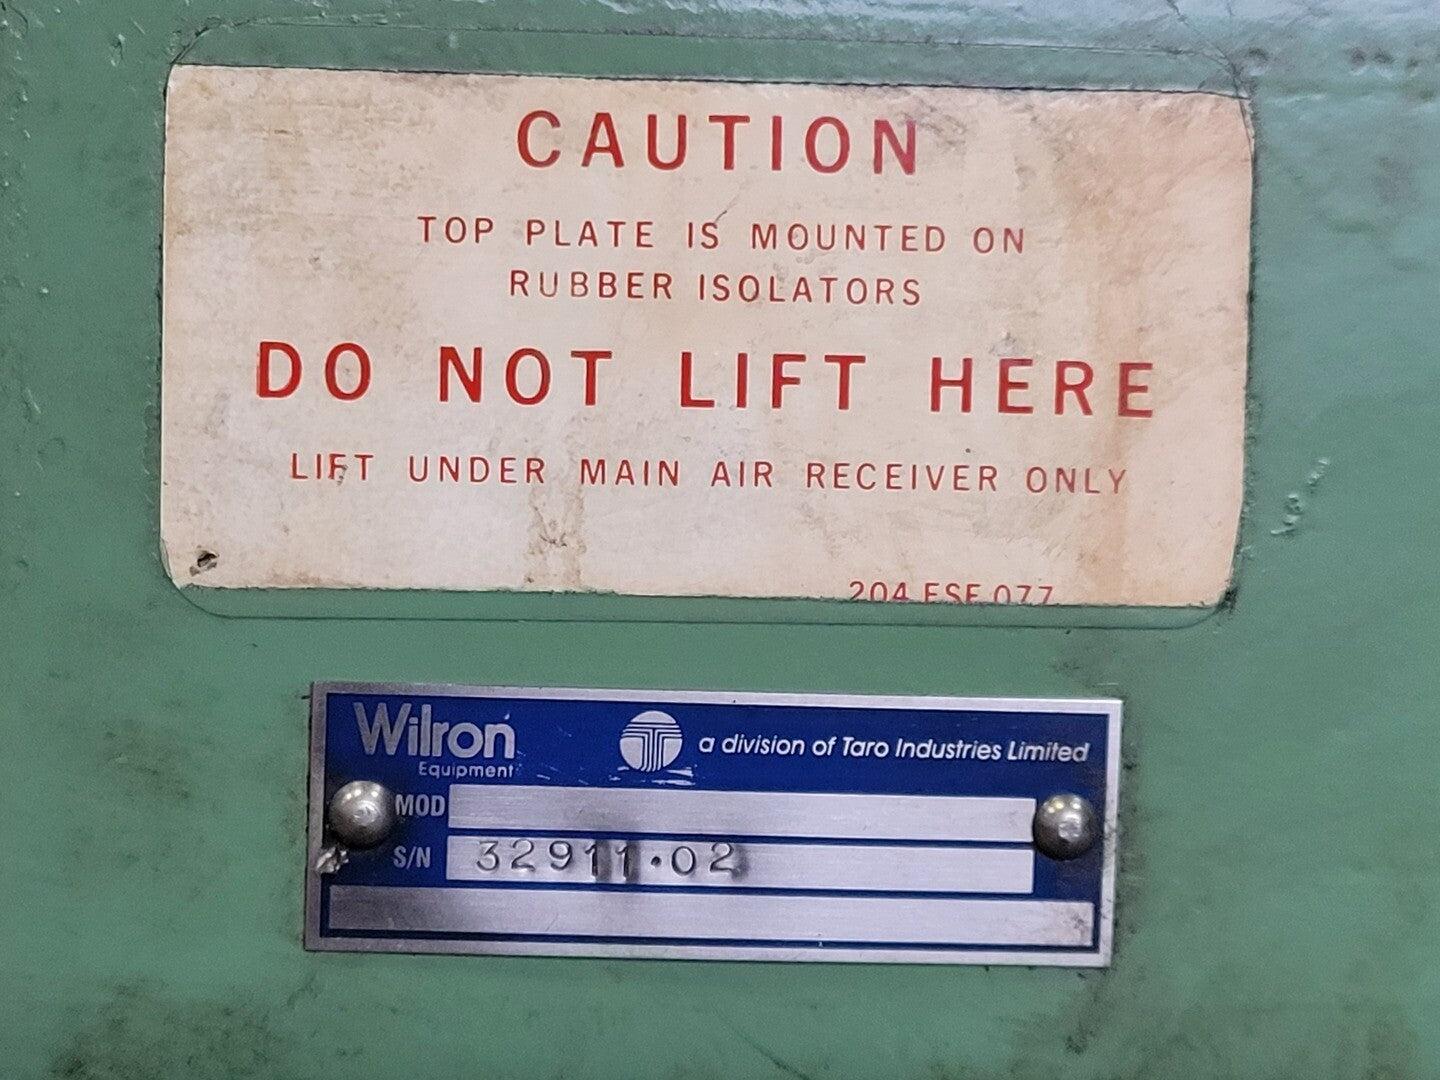 CAUTION
TOP PLATE IS MOUNTED ON
RUBBER ISOLATORS
DO NOT LIFT HERE
LIFT UNDER MAIN AIR RECEIVER ONLY
204 ESE 077
Wilron
Equipment
a division of Taro Industries Limited
MOD
S/N 32911·02